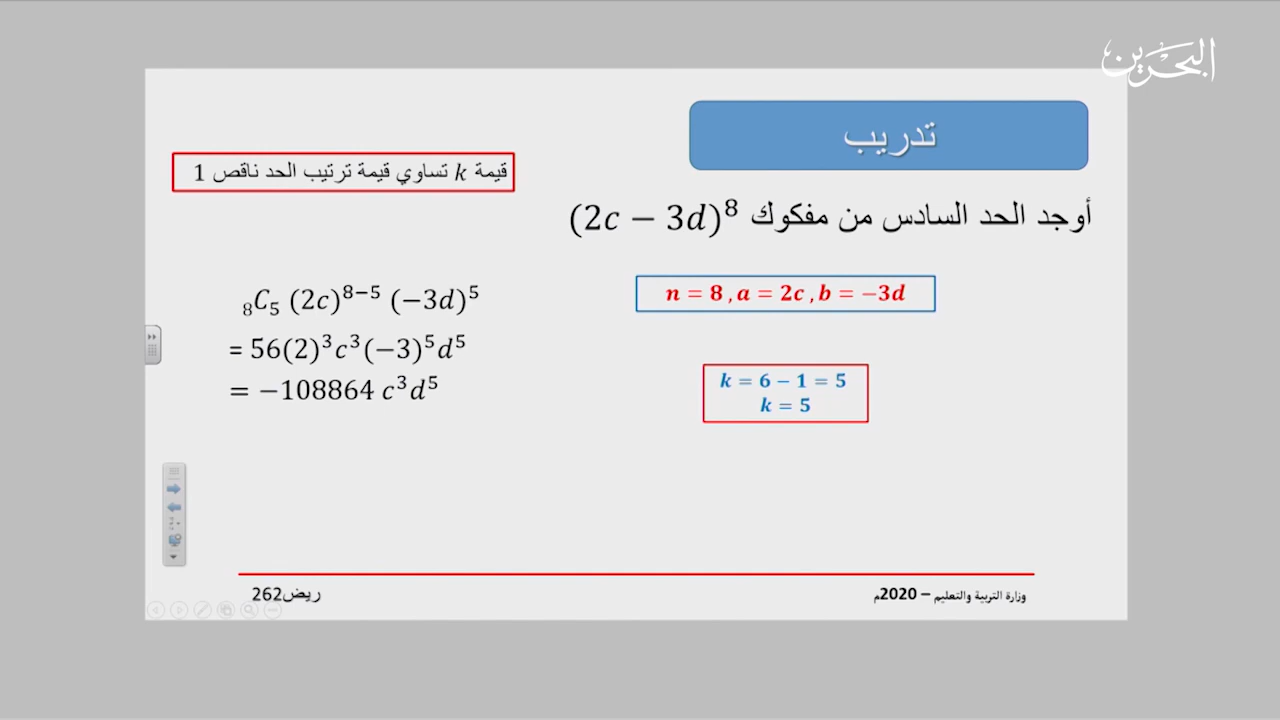 البحرين
تدريب
قيمة k تساوي قيمة ترتيب الحد ناقص 1
أوجد الحد السادس من مفكوك (2c − 3d)⁸
n = 8 , a = 2c , b = −3d
k = 6 − 1 = 5
k = 5
₈C₅ (2c)⁸⁻⁵ (−3d)⁵
= 56(2)³c³(−3)⁵d⁵
= −108864 c³d⁵
وزارة التربية والتعليم – 2020م
ريض262